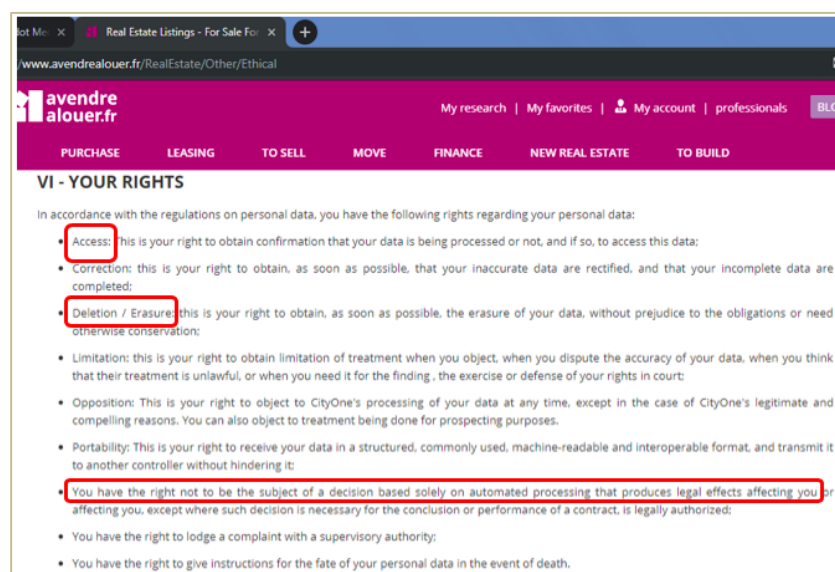 Real Estate Listings - For Sale For
www.avendrealouer.fr/RealEstate/Other/Ethical
avendre
alouer.fr
My research | My favorites | My account | professionals
PURCHASE LEASING TO SELL MOVE FINANCE NEW REAL ESTATE TO BUILD
VI - YOUR RIGHTS
In accordance with the regulations on personal data, you have the following rights regarding your personal data:
Access: This is your right to obtain confirmation that your data is being processed or not, and if so, to access this data;
Correction: this is your right to obtain, as soon as possible, that your inaccurate data are rectified, and that your incomplete data are
completed;
Deletion / Erasure: this is your right to obtain, as soon as possible, the erasure of your data, without prejudice to the obligations or need
otherwise conservation;
Limitation: this is your right to obtain limitation of treatment when you object, when you dispute the accuracy of your data, when you think
that their treatment is unlawful, or when you need it for the finding , the exercise or defense of your rights in court;
Opposition: This is your right to object to CityOne's processing of your data at any time, except in the case of CityOne's legitimate and
compelling reasons. You can also object to treatment being done for prospecting purposes.
Portability: This is your right to receive your data in a structured, commonly used, machine-readable and interoperable format, and transmit it
to another controller without hindering it;
You have the right not to be the subject of a decision based solely on automated processing that produces legal effects affecting you or
affecting you, except where such decision is necessary for the conclusion or performance of a contract, is legally authorized;
You have the right to lodge a complaint with a supervisory authority;
You have the right to give instructions for the fate of your personal data in the event of death.